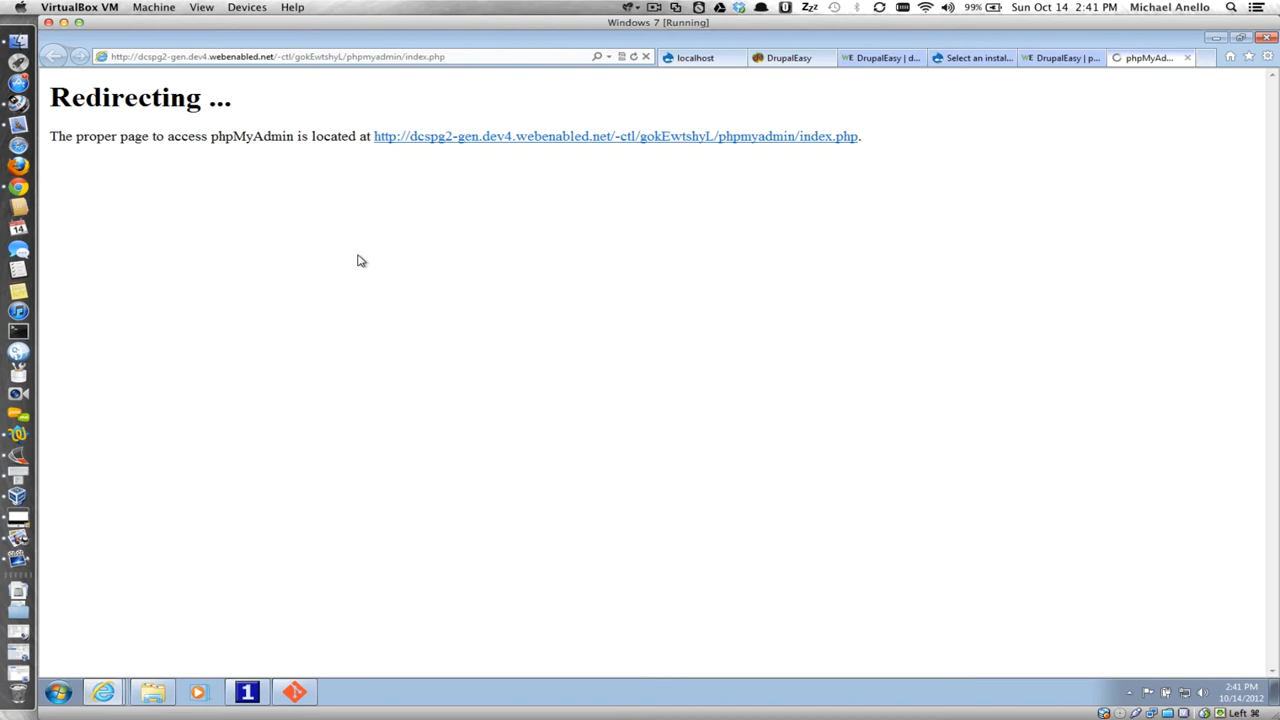 VirtualBox VM Machine View Devices Help 99% Sun Oct 14 2:41 PM Michael Anello
Windows 7 [Running]
http://dcspg2-gen.dev4.webenabled.net/-ctl/gokEwtshyL/phpmyadmin/index.php localhost DrupalEasy DrupalEasy | d... Select an instal... DrupalEasy | p... phpMyAd...
Redirecting ...
The proper page to access phpMyAdmin is located at http://dcspg2-gen.dev4.webenabled.net/-ctl/gokEwtshyL/phpmyadmin/index.php.
14
1
2:41 PM
10/14/2012
Left ⌘